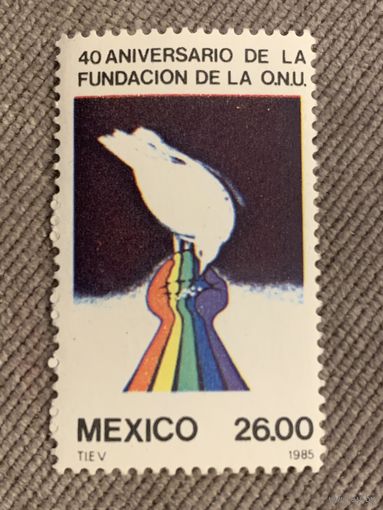 40 ANIVERSARIO DE LA
FUNDACION DE LA O.N.U.
MEXICO 26.00
TIEV 1985